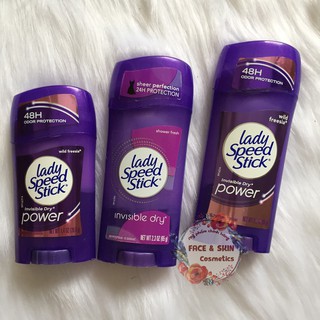 48H
ODOR PROTECTION
wild freesia
lady
Speed
Stick
Invisible Dry
power
sheer perfection
24H PROTECTION
shower fresh
lady
Speed
Stick
invisible dry
NET WT. 2.3 OZ (65 g)
48H
ODOR PROTECTION
wild freesia
lady
Speed
Stick
Invisible Dry
power
FACE & SKIN
Cosmetics